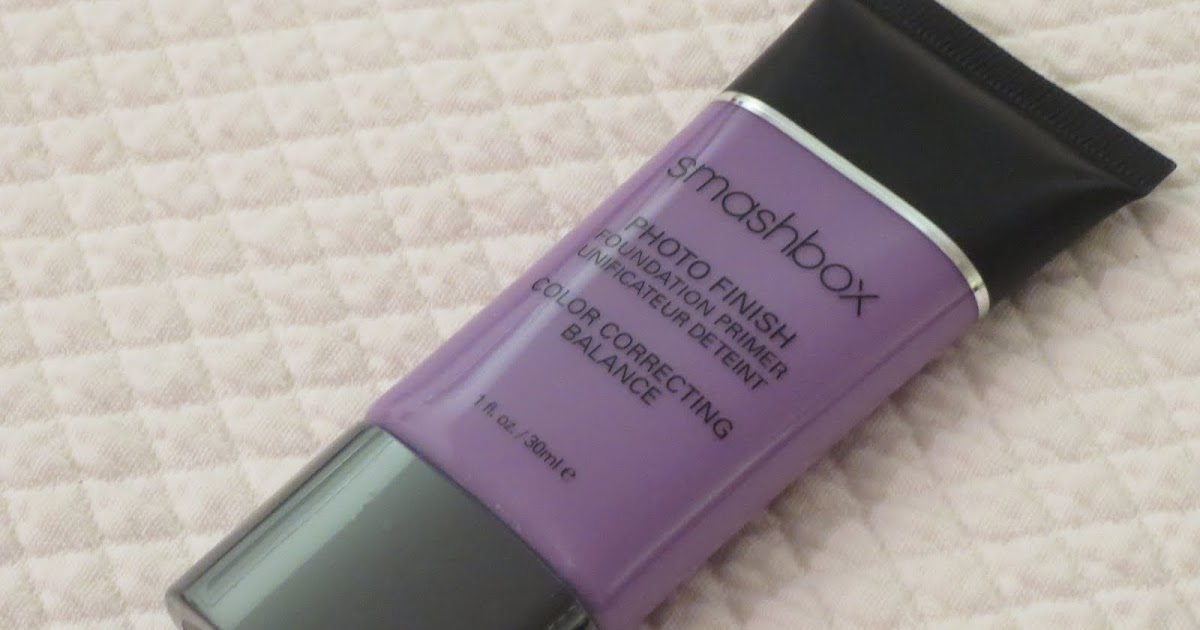 smashbox
PHOTO FINISH
FOUNDATION PRIMER
UNIFICATEUR DETEINT
COLOR CORRECTING
BALANCE
1 fl. oz. / 30ml ℮